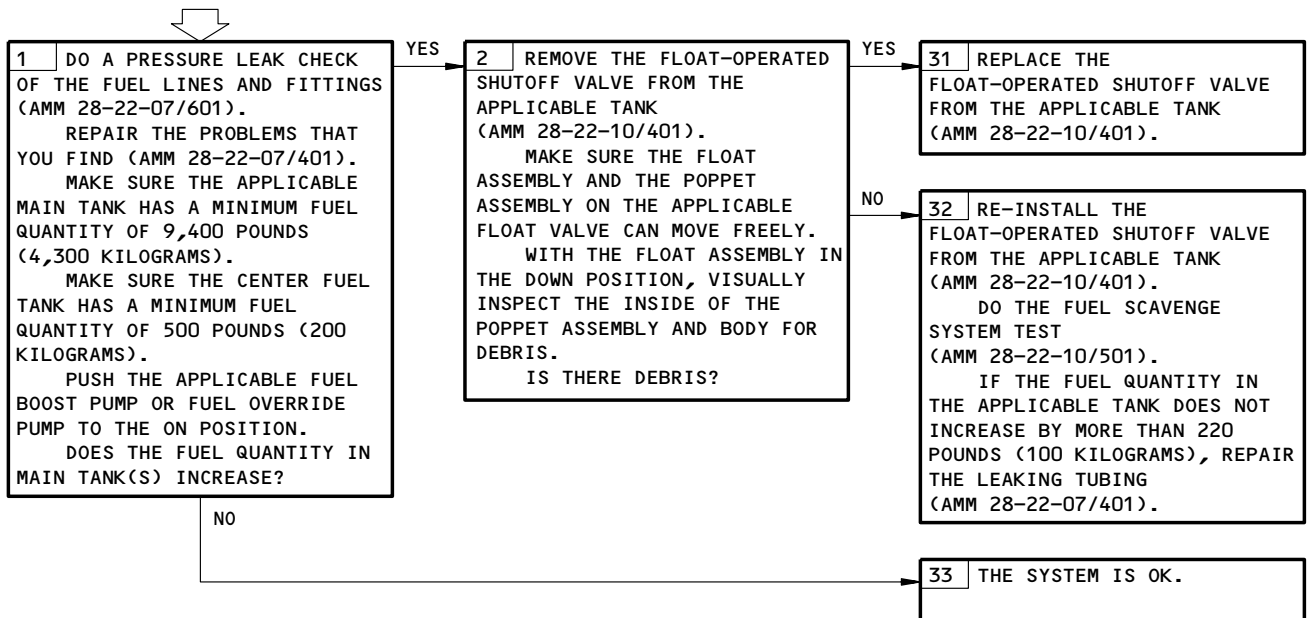 1 DO A PRESSURE LEAK CHECK
OF THE FUEL LINES AND FITTINGS
(AMM 28-22-07/601).
REPAIR THE PROBLEMS THAT
YOU FIND (AMM 28-22-07/401).
MAKE SURE THE APPLICABLE
MAIN TANK HAS A MINIMUM FUEL
QUANTITY OF 9,400 POUNDS
(4,300 KILOGRAMS).
MAKE SURE THE CENTER FUEL
TANK HAS A MINIMUM FUEL
QUANTITY OF 500 POUNDS (200
KILOGRAMS).
PUSH THE APPLICABLE FUEL
BOOST PUMP OR FUEL OVERRIDE
PUMP TO THE ON POSITION.
DOES THE FUEL QUANTITY IN
MAIN TANK(S) INCREASE?
YES
2 REMOVE THE FLOAT-OPERATED
SHUTOFF VALVE FROM THE
APPLICABLE TANK
(AMM 28-22-10/401).
MAKE SURE THE FLOAT
ASSEMBLY AND THE POPPET
ASSEMBLY ON THE APPLICABLE
FLOAT VALVE CAN MOVE FREELY.
WITH THE FLOAT ASSEMBLY IN
THE DOWN POSITION, VISUALLY
INSPECT THE INSIDE OF THE
POPPET ASSEMBLY AND BODY FOR
DEBRIS.
IS THERE DEBRIS?
YES
31 REPLACE THE
FLOAT-OPERATED SHUTOFF VALVE
FROM THE APPLICABLE TANK
(AMM 28-22-10/401).
NO
32 RE-INSTALL THE
FLOAT-OPERATED SHUTOFF VALVE
FROM THE APPLICABLE TANK
(AMM 28-22-10/401).
DO THE FUEL SCAVENGE
SYSTEM TEST
(AMM 28-22-10/501).
IF THE FUEL QUANTITY IN
THE APPLICABLE TANK DOES NOT
INCREASE BY MORE THAN 220
POUNDS (100 KILOGRAMS), REPAIR
THE LEAKING TUBING
(AMM 28-22-07/401).
NO
33 THE SYSTEM IS OK.